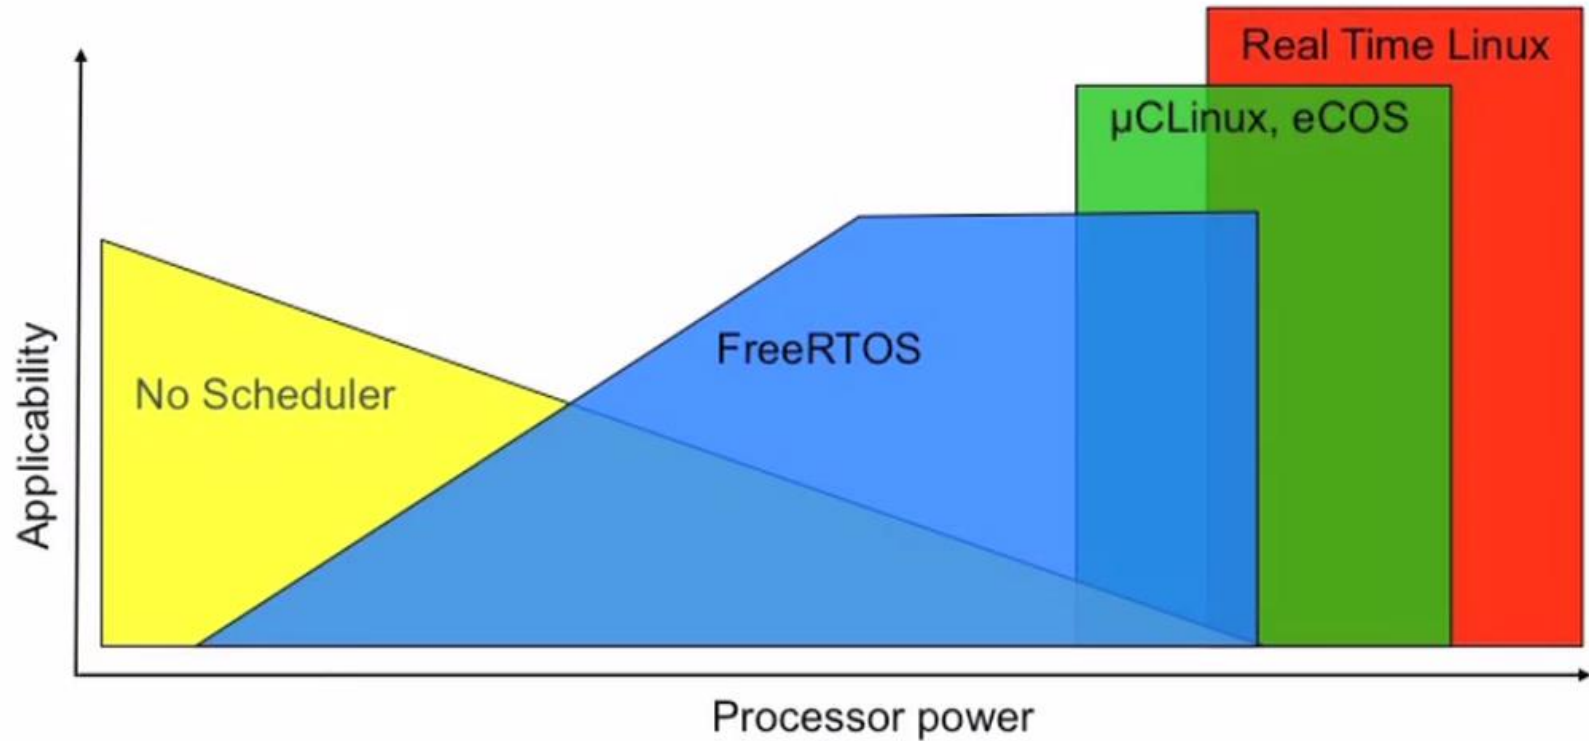 Real Time Linux
µCLinux, eCOS
FreeRTOS
No Scheduler
Applicability
Processor power